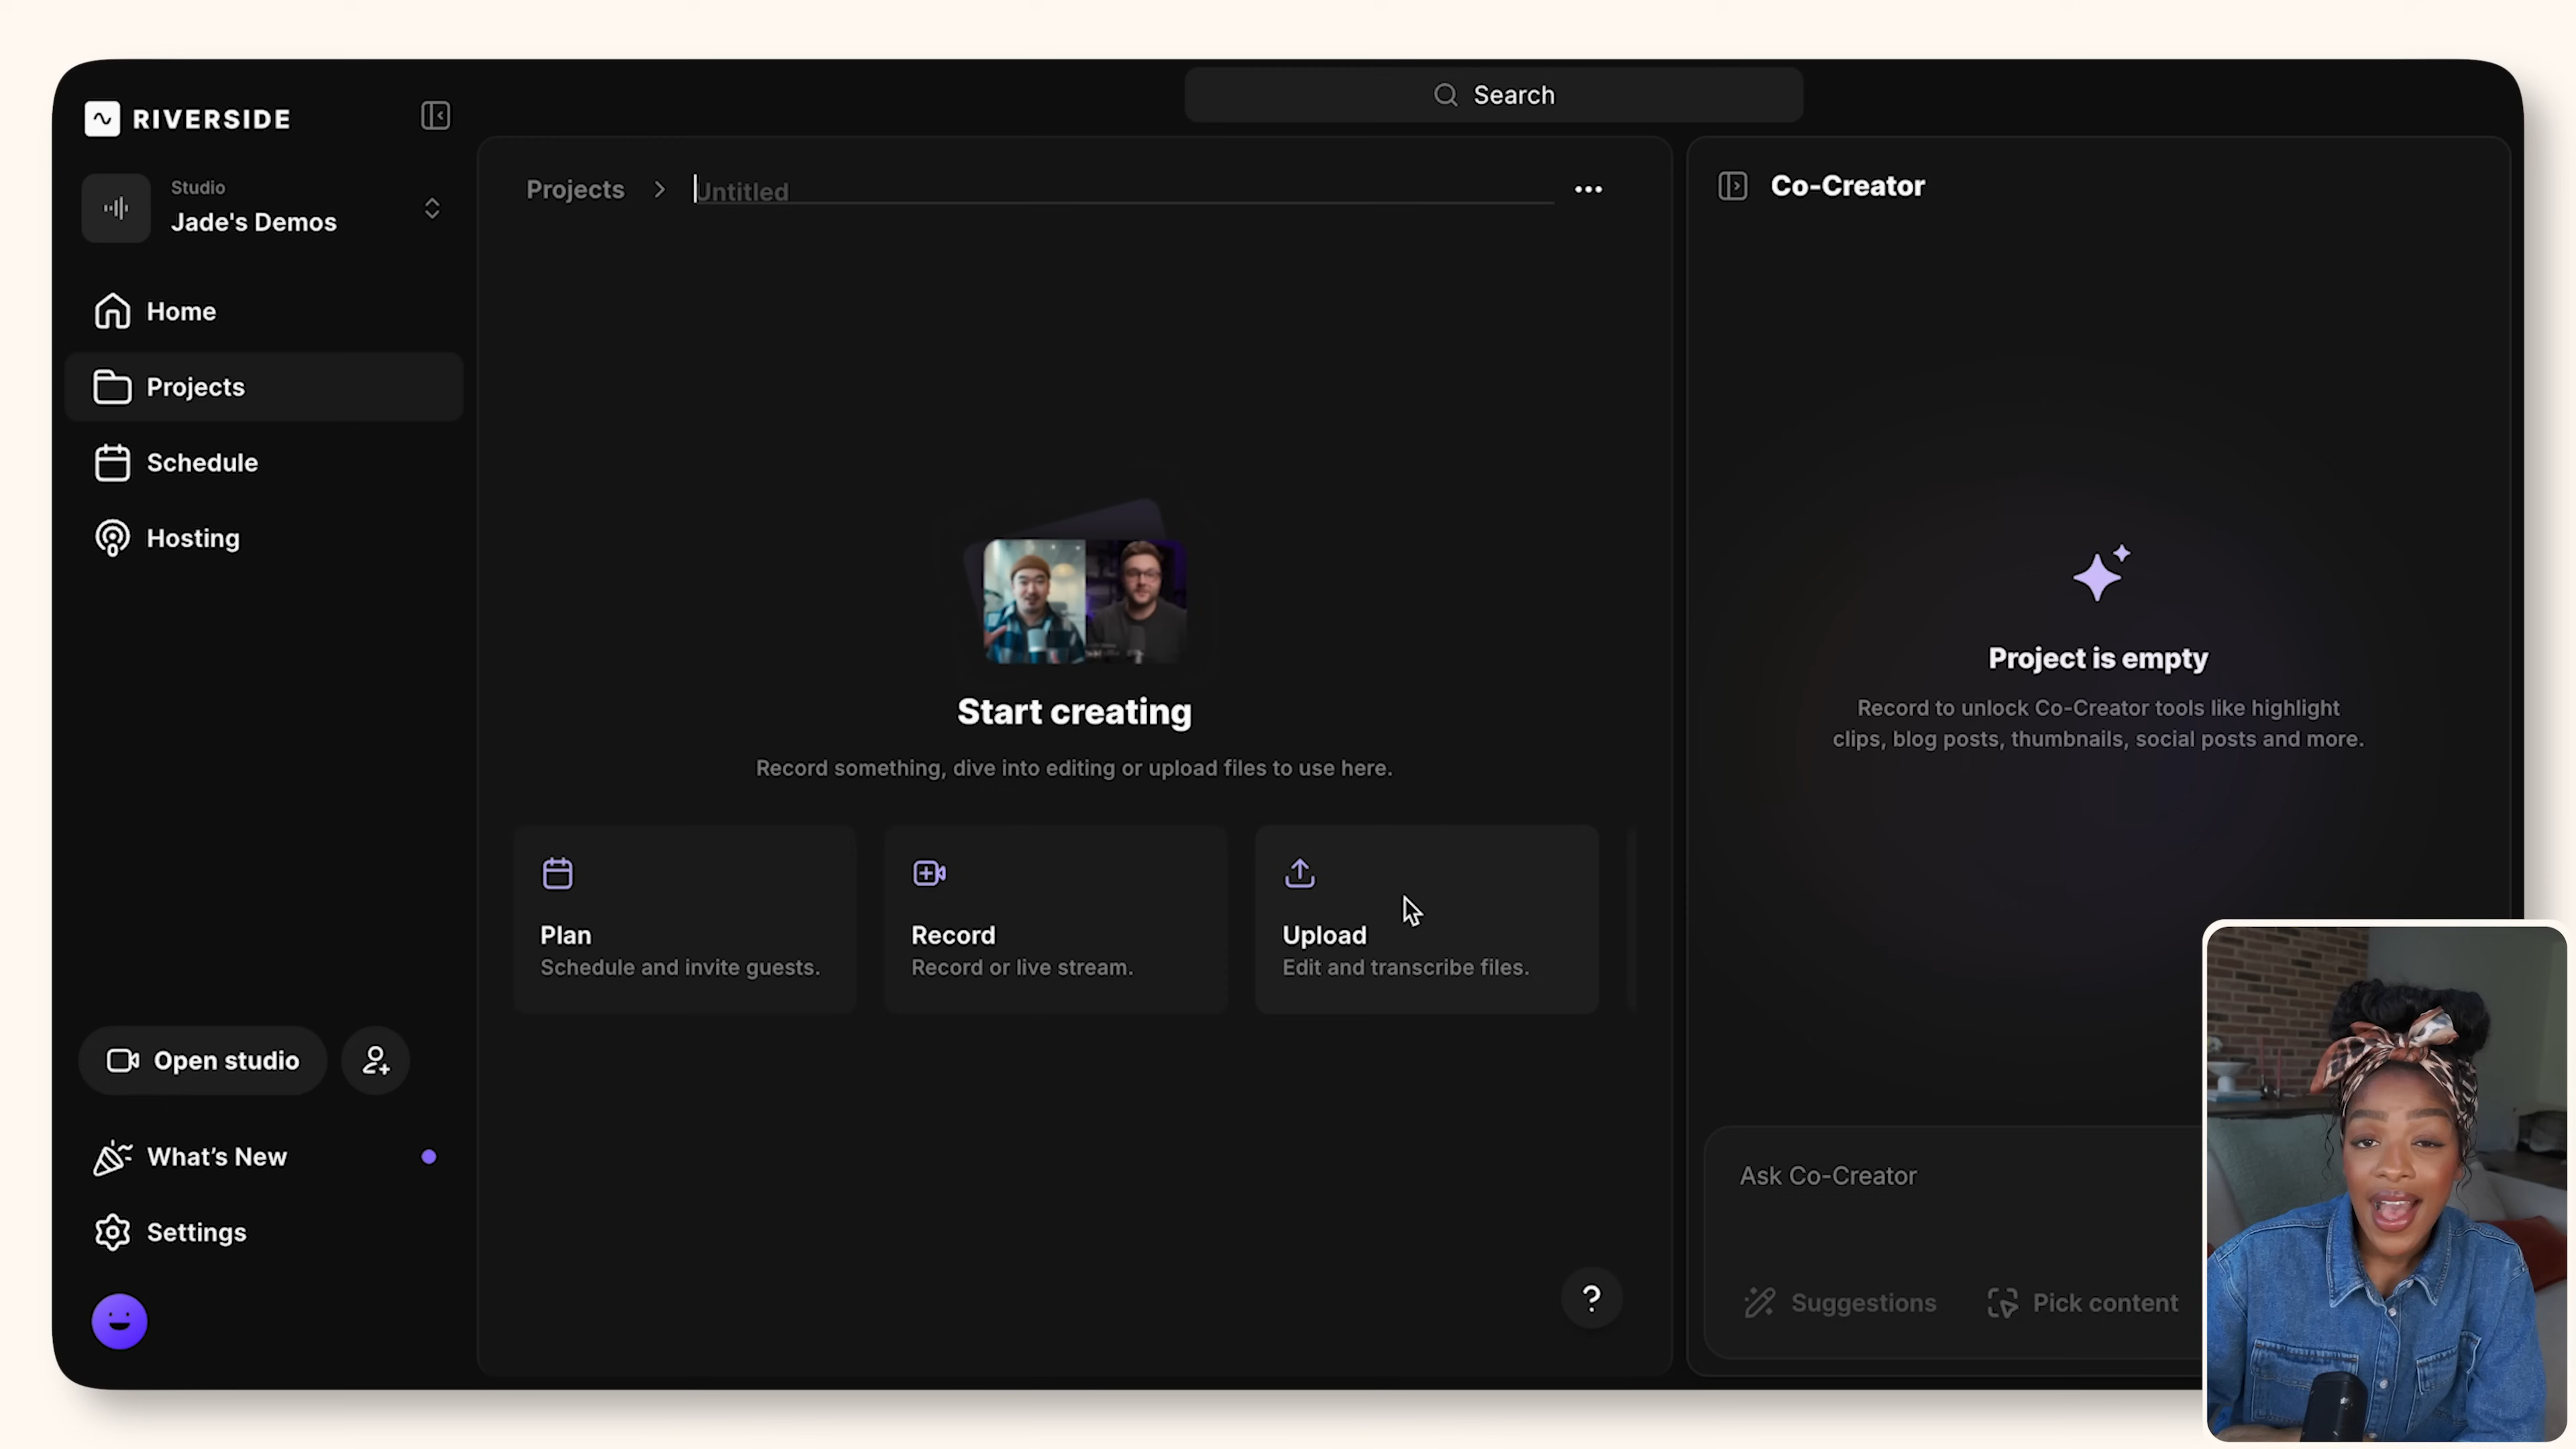 RIVERSIDE
Search
Studio
Jade's Demos
Home
Projects
Schedule
Hosting
Open studio
What's New
Settings
Projects
Untitled
Start creating
Record something, dive into editing or upload files to use here.
Plan
Schedule and invite guests.
Record
Record or live stream.
Upload
Edit and transcribe files.
?
Co-Creator
Project is empty
Record to unlock Co-Creator tools like highlight
clips, blog posts, thumbnails, social posts and more.
Ask Co-Creator
Suggestions
Pick content